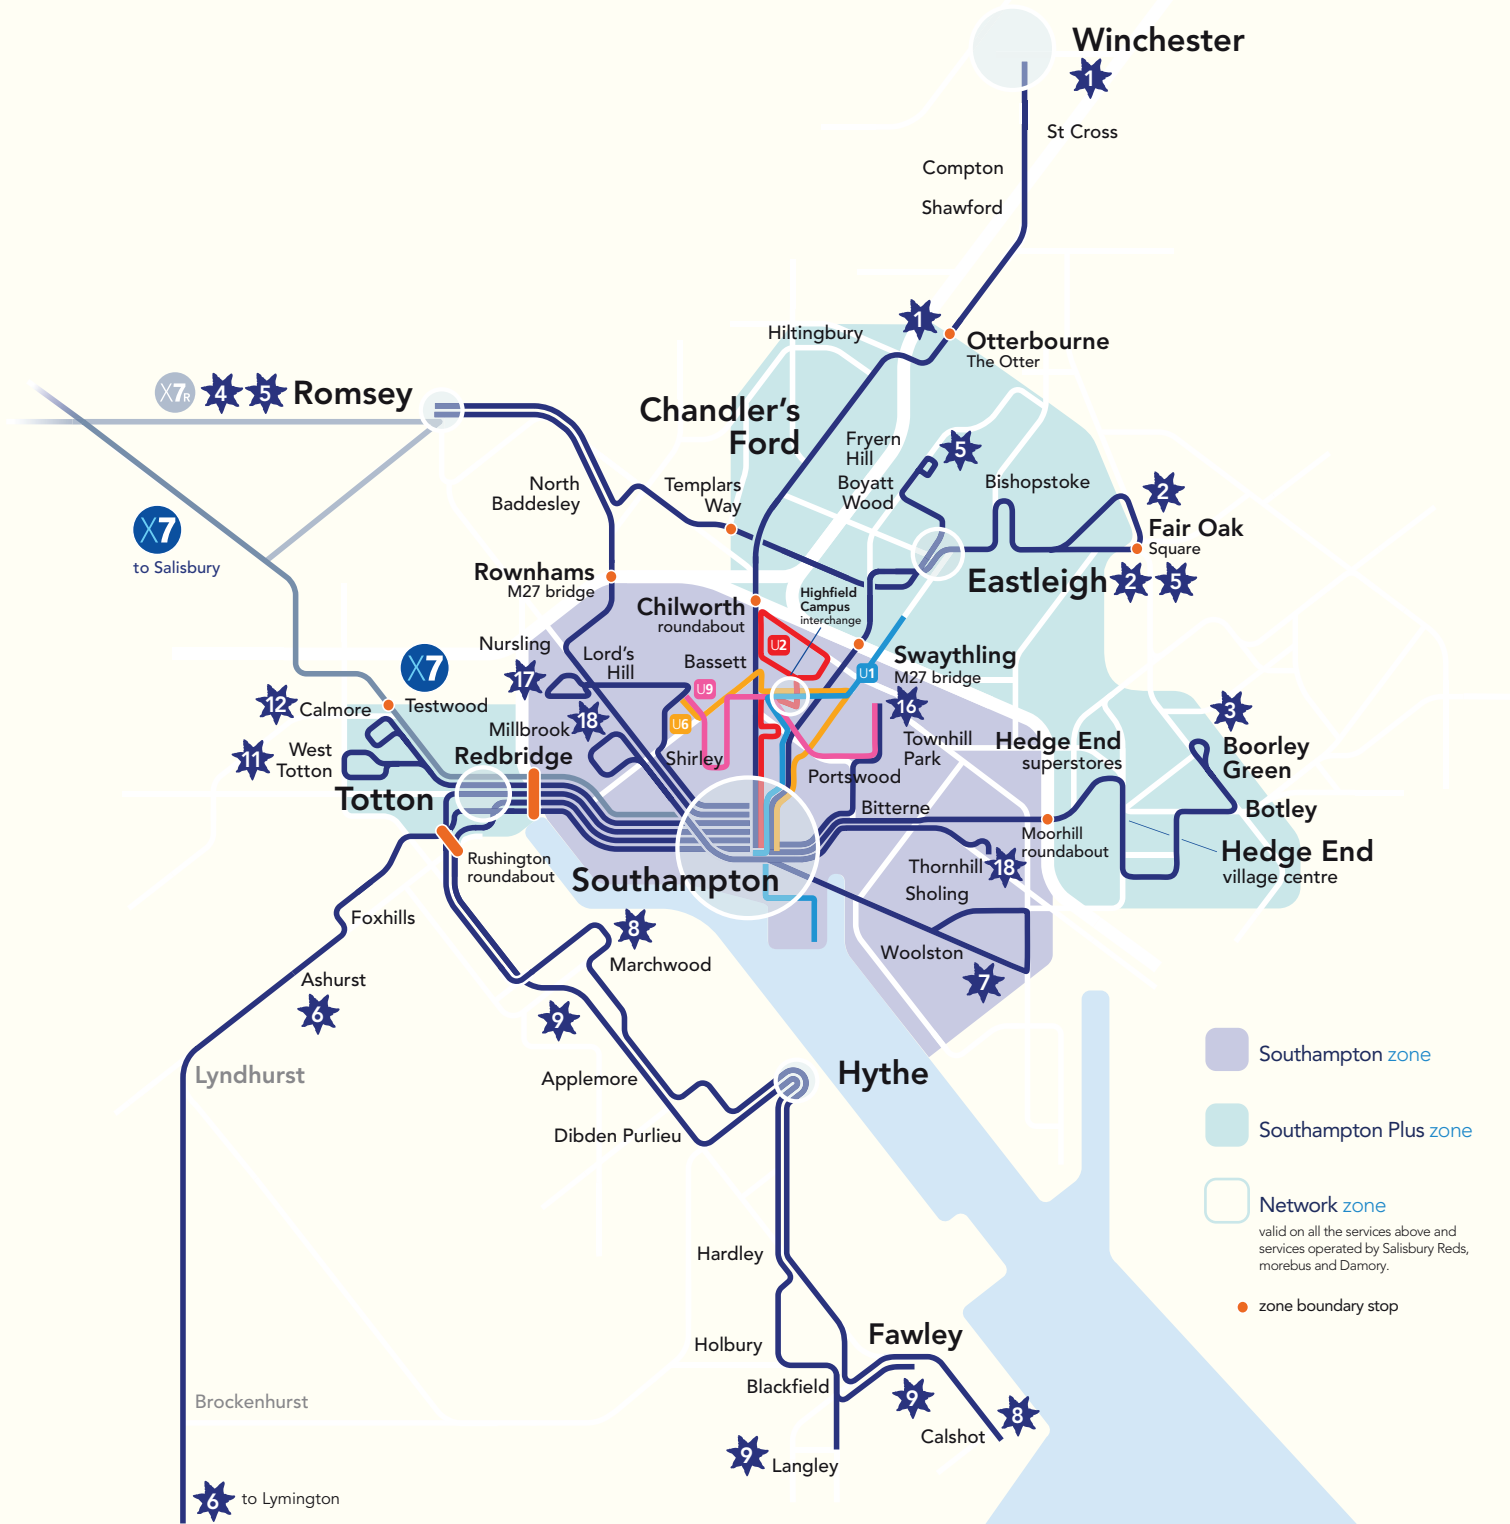 Winchester
1
St Cross
Compton
Shawford
1
Hiltingbury
Otterbourne
The Otter
X7R
4
5
Romsey
Chandler's
Ford
Fryern
Hill
5
Boyatt
Wood
Bishopstoke
2
Fair Oak
Square
North
Baddesley
Templars
Way
X7
to Salisbury
Rownhams
M27 bridge
Eastleigh
2
5
Highfield
Campus
interchange
Chilworth
roundabout
Nursling
Lord's
Hill
Bassett
U2
Swaythling
M27 bridge
U1
X7
17
U9
16
12
Calmore
Testwood
18
Millbrook
U6
3
11
West
Totton
Redbridge
Shirley
Portswood
Townhill
Park
Hedge End
superstores
Boorley
Green
Totton
Bitterne
Botley
Rushington
roundabout
Moorhill
roundabout
Hedge End
village centre
Southampton
Thornhill
18
Sholing
Foxhills
8
Marchwood
Woolston
7
Ashurst
6
9
Lyndhurst
Applemore
Hythe
Dibden Purlieu
Southampton zone
Southampton Plus zone
Network zone
valid on all the services above and
services operated by Salisbury Reds,
morebus and Damory.
zone boundary stop
Hardley
Holbury
Fawley
Blackfield
9
8
Calshot
Brockenhurst
9
Langley
6
to Lymington